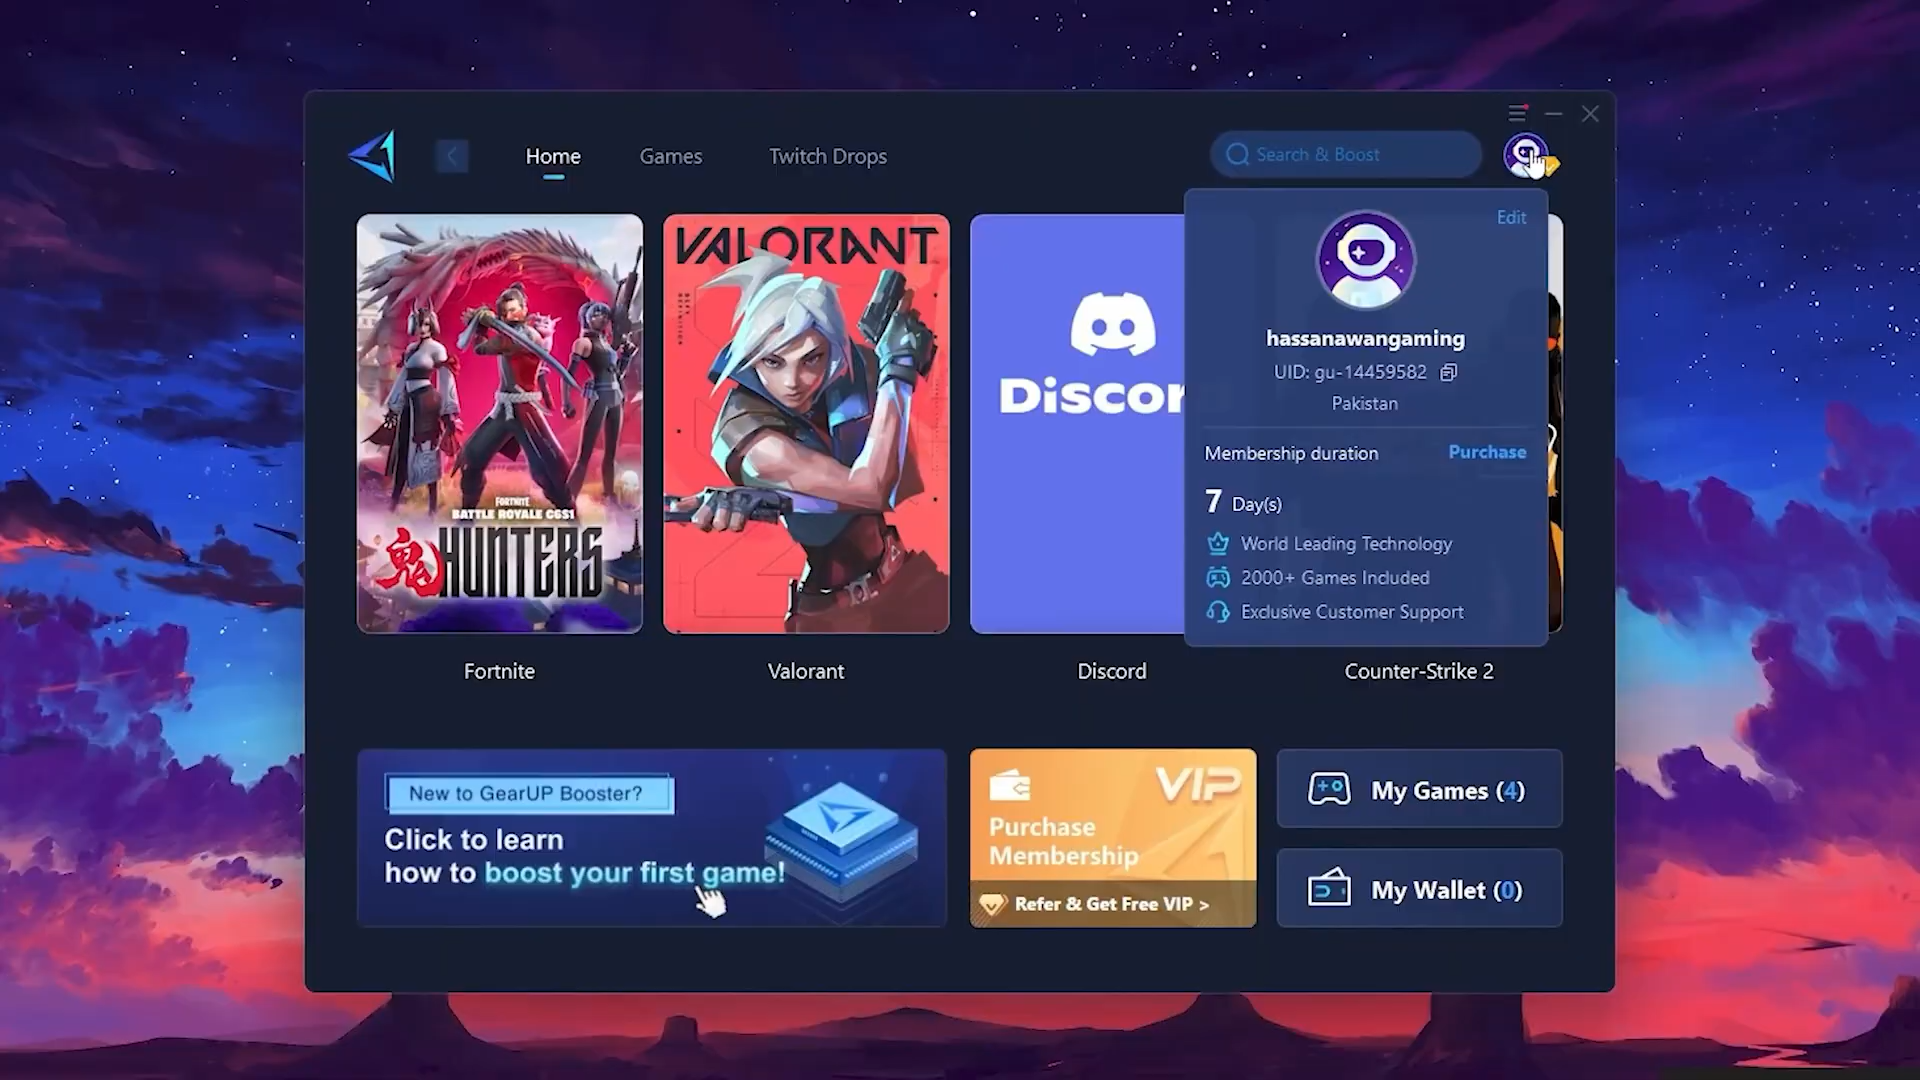 Home
Games
Twitch Drops
Search & Boost
Edit
hassanawangaming
UID: gu-14459582
Pakistan
Membership duration
Purchase
7 Day(s)
World Leading Technology
2000+ Games Included
Exclusive Customer Support
FORTNITE
BATTLE ROYALE C6S1
鬼 HUNTERS
VALORANT
Discor
Fortnite
Valorant
Discord
Counter-Strike 2
New to GearUP Booster?
Click to learn
how to boost your first game!
VIP
Purchase
Membership
Refer & Get Free VIP >
My Games (4)
My Wallet (0)